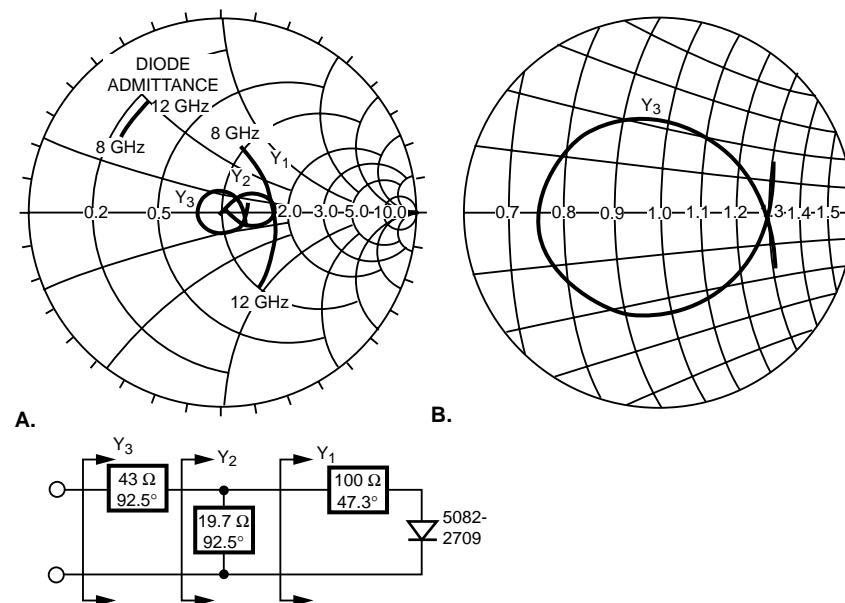 DIODE
ADMITTANCE
12 GHz
8 GHz
8 GHz
Y1
Y2
Y3
0.2
0.5
2.0
3.0
5.0
10.0
12 GHz
A.
Y3
0.7
0.8
0.9
1.0
1.1
1.2
1.3
1.4
1.5
B.
Y3
Y2
Y1
43 Ω
92.5°
19.7 Ω
92.5°
100 Ω
47.3°
5082-
2709